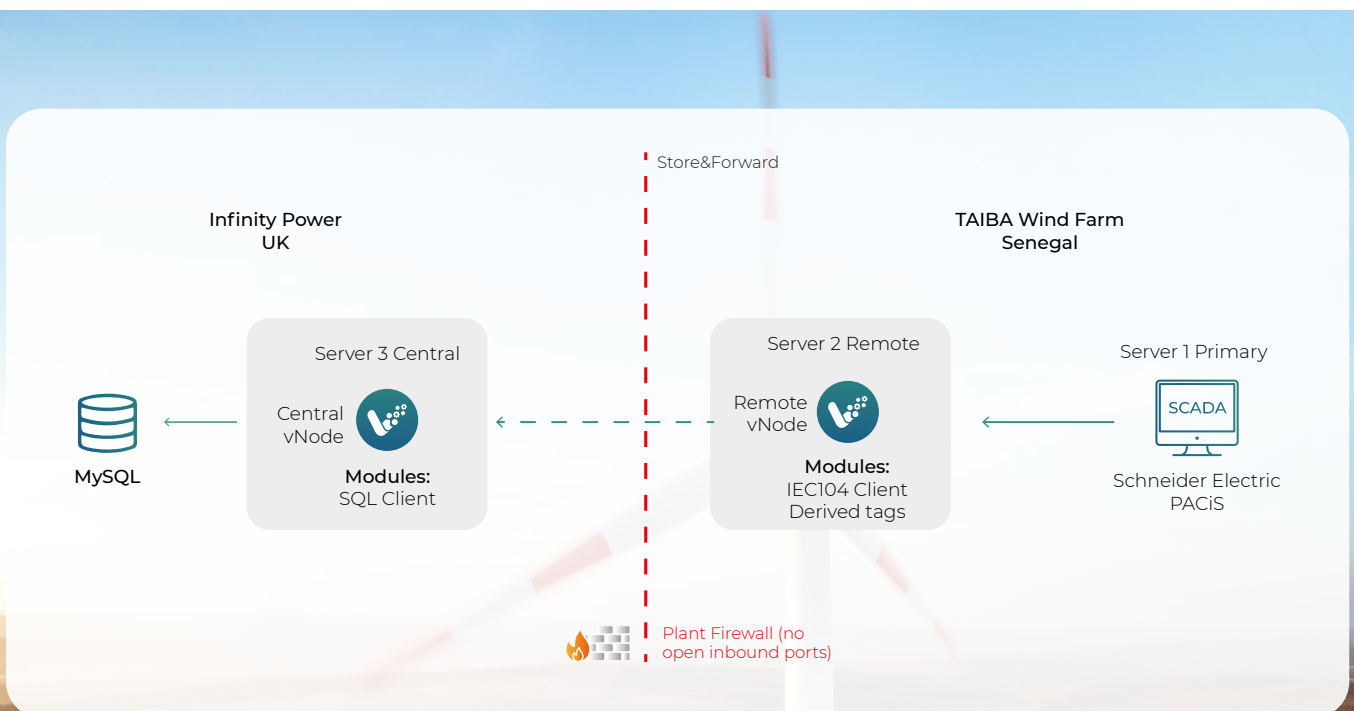 Store&Forward
Infinity Power
UK
TAIBA Wind Farm
Senegal
Server 3 Central
Central
vNode
Modules:
SQL Client
MySQL
Server 2 Remote
Remote
vNode
Modules:
IEC104 Client
Derived tags
Server 1 Primary
SCADA
Schneider Electric
PACiS
Plant Firewall (no
open inbound ports)